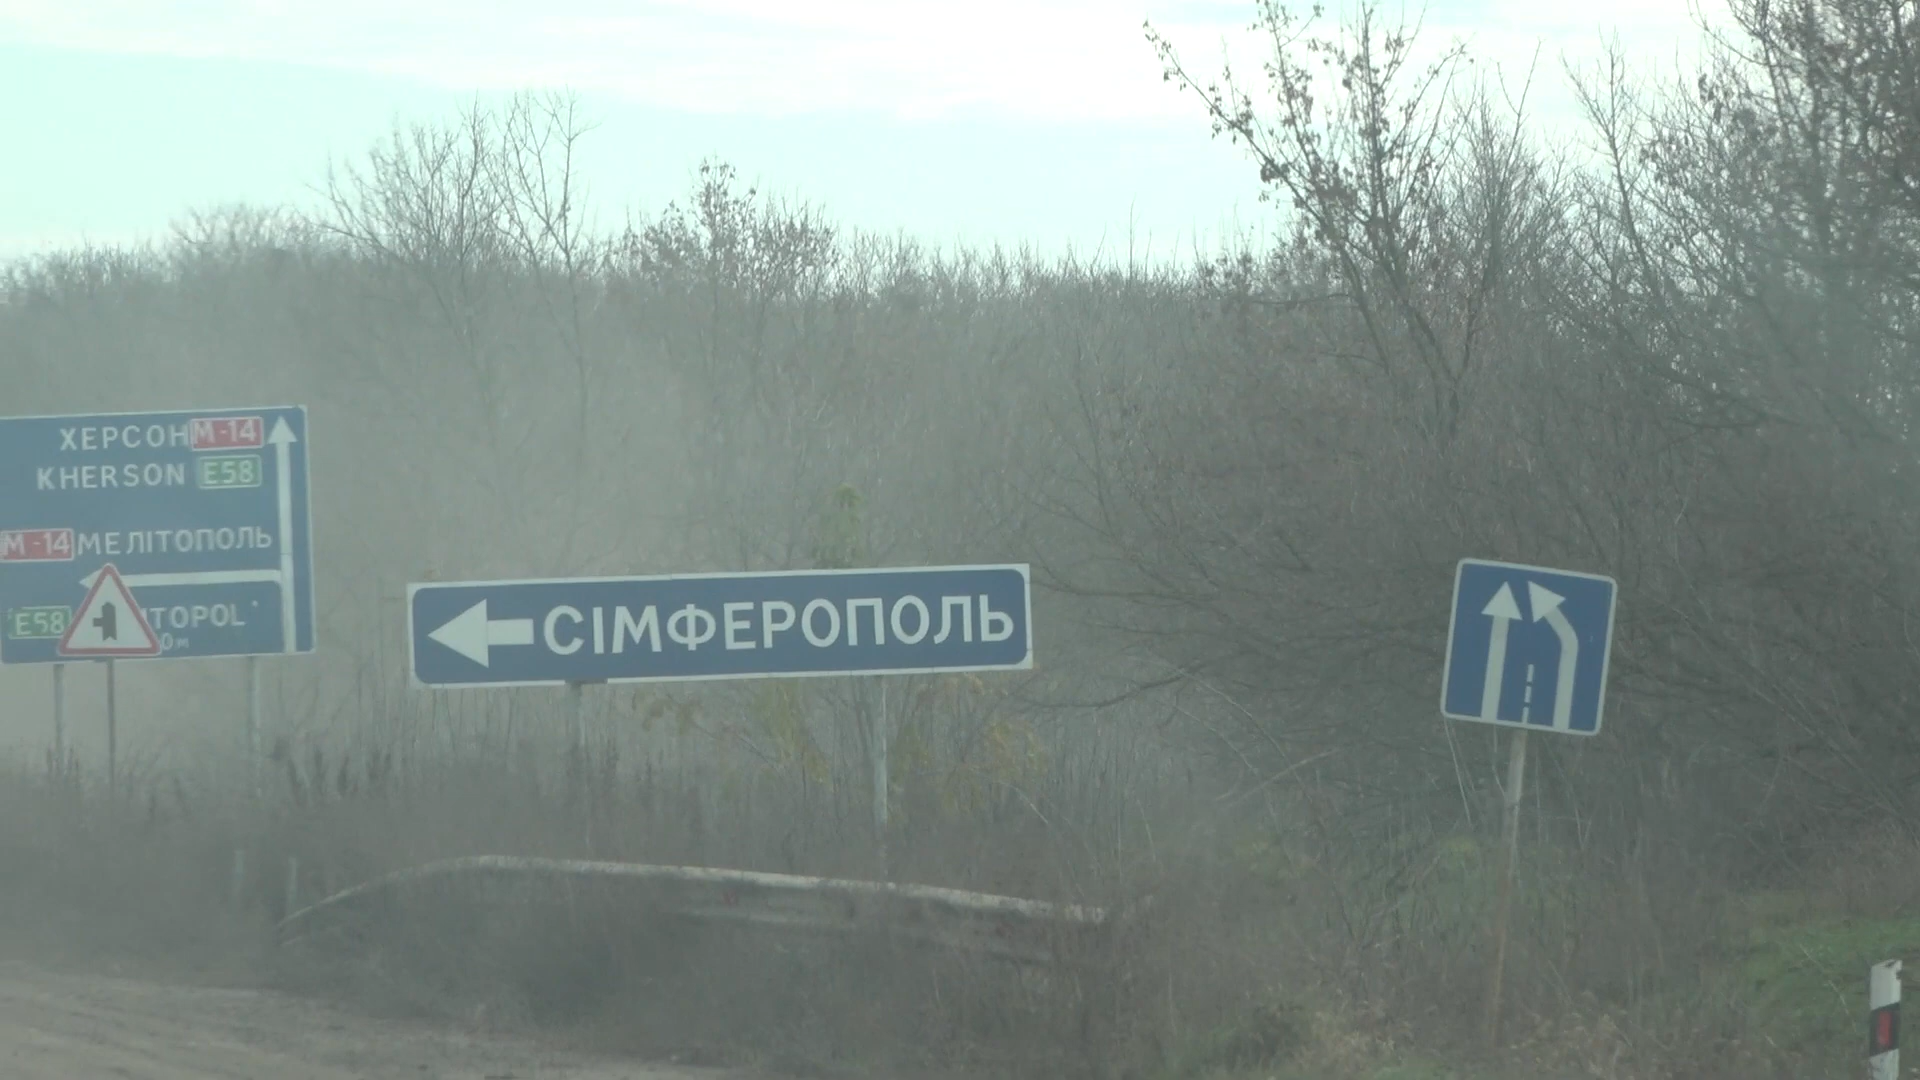 ХЕРСОН М-14
KHERSON E58
М-14 МЕЛІТОПОЛЬ
E58
СІМФЕРОПОЛЬ